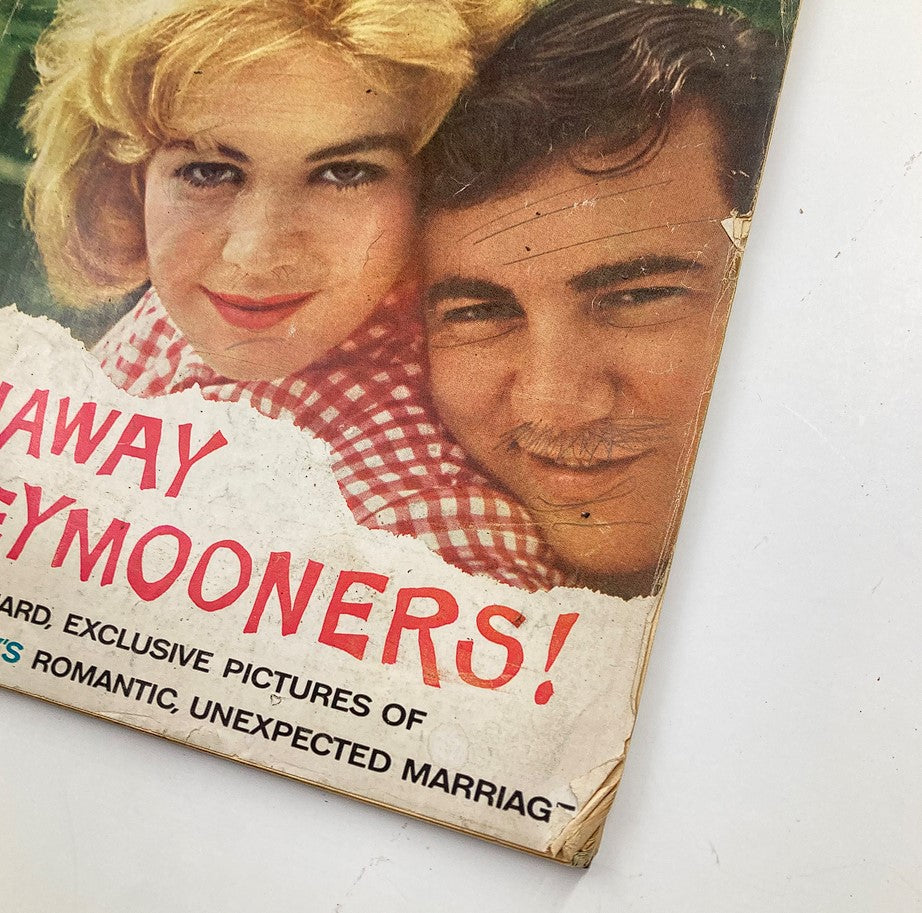 AWAY
EYMOONERS!
ARD, EXCLUSIVE PICTURES OF
'S ROMANTIC, UNEXPECTED MARRIAG